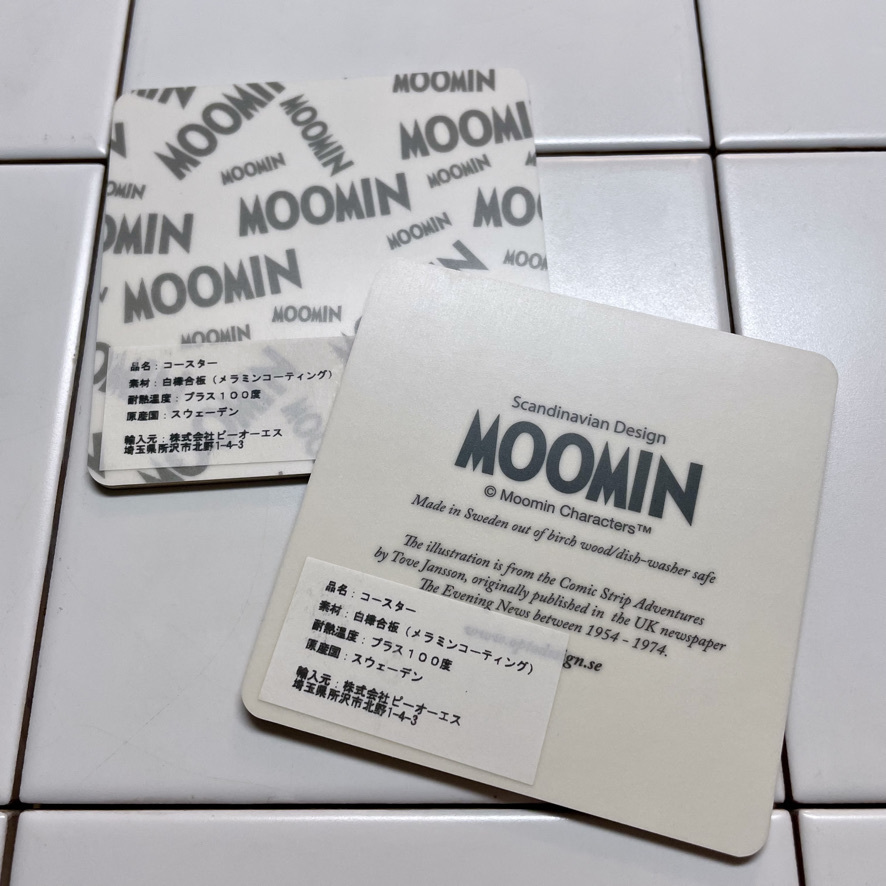 MOOMIN
MOOMIN
MOOMIN
MOOMIN
MOOMIN
MOOMIN
MOOMIN
MOOMIN
MOOMIN
MOOMIN
MOOMIN
品名：コースター
素材：白樺合板（メラミンコーティング）
耐熱温度：プラス１００度
原産国：スウェーデン
輸入元：株式会社ビーオーエス
埼玉県所沢市北野1-4-3
Scandinavian Design
MOOMIN
© Moomin Characters™
Made in Sweden out of birch wood/dish-washer safe
The illustration is from the Comic Strip Adventures
by Tove Jansson, originally published in the UK newspaper
The Evening News between 1954 - 1974.
gn.se
品名：コースター
素材：白樺合板（メラミンコーティング）
耐熱温度：プラス１００度
原産国：スウェーデン
輸入元：株式会社ビーオーエス
埼玉県所沢市北野1-4-3